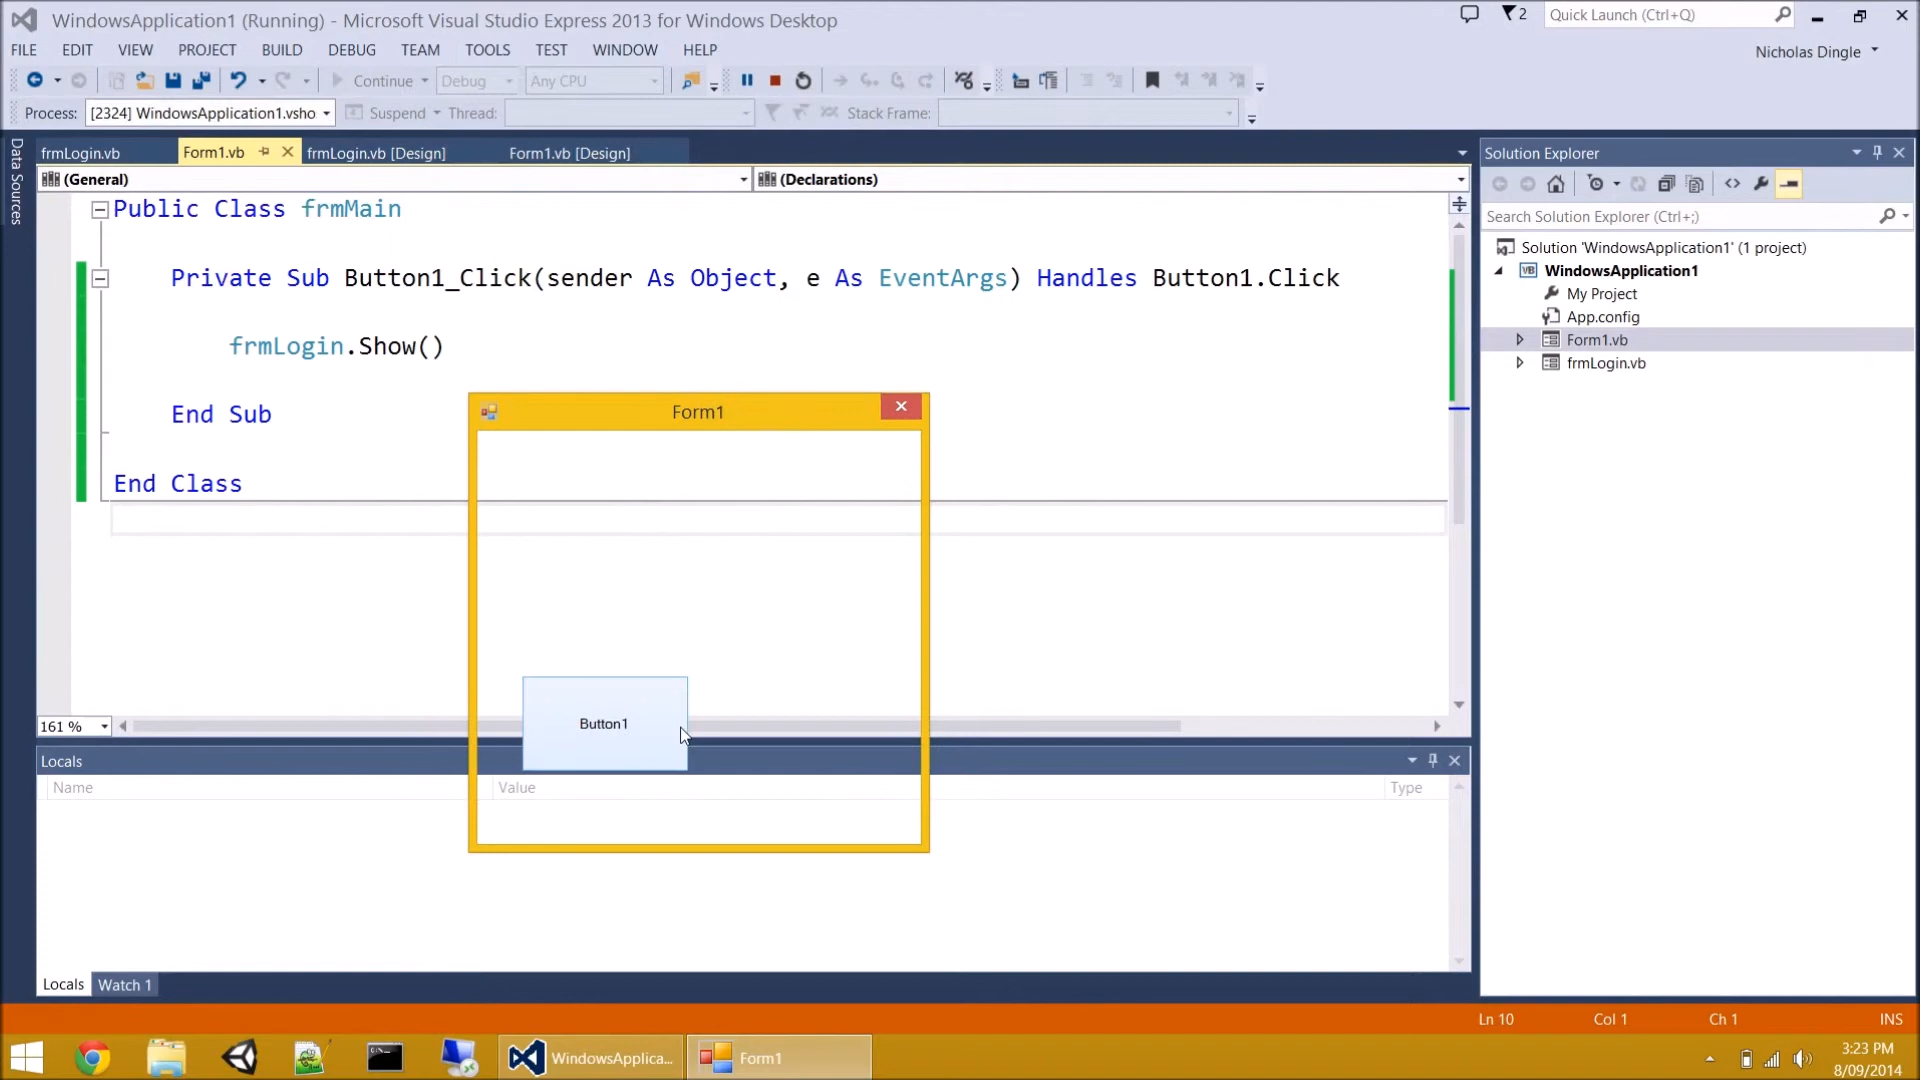 WindowsApplication1 (Running) - Microsoft Visual Studio Express 2013 for Windows Desktop
2
Quick Launch (Ctrl+Q)
FILE EDIT VIEW PROJECT BUILD DEBUG TEAM TOOLS TEST WINDOW HELP
Nicholas Dingle
Continue Debug Any CPU
Process: [2324] WindowsApplication1.vsho Suspend Thread: Stack Frame:
Data Sources
frmLogin.vb Form1.vb frmLogin.vb [Design] Form1.vb [Design]
(General) (Declarations)
Public Class frmMain
Private Sub Button1_Click(sender As Object, e As EventArgs) Handles Button1.Click
frmLogin.Show()
End Sub
End Class
Form1
Button1
161 %
Locals
Name Value Type
Locals Watch 1
Solution Explorer
Search Solution Explorer (Ctrl+;)
Solution 'WindowsApplication1' (1 project)
VB WindowsApplication1
My Project
App.config
Form1.vb
frmLogin.vb
Ln 10 Col 1 Ch 1 INS
WindowsApplica... Form1
3:23 PM
8/09/2014